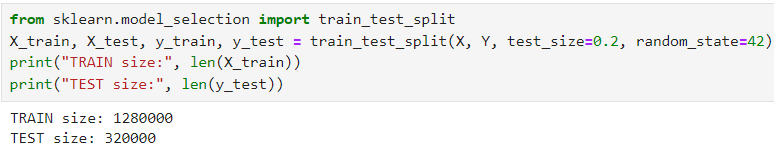 from sklearn.model_selection import train_test_split
X_train, X_test, y_train, y_test = train_test_split(X, Y, test_size=0.2, random_state=42)
print("TRAIN size:", len(X_train))
print("TEST size:", len(y_test))
TRAIN size: 1280000
TEST size: 320000